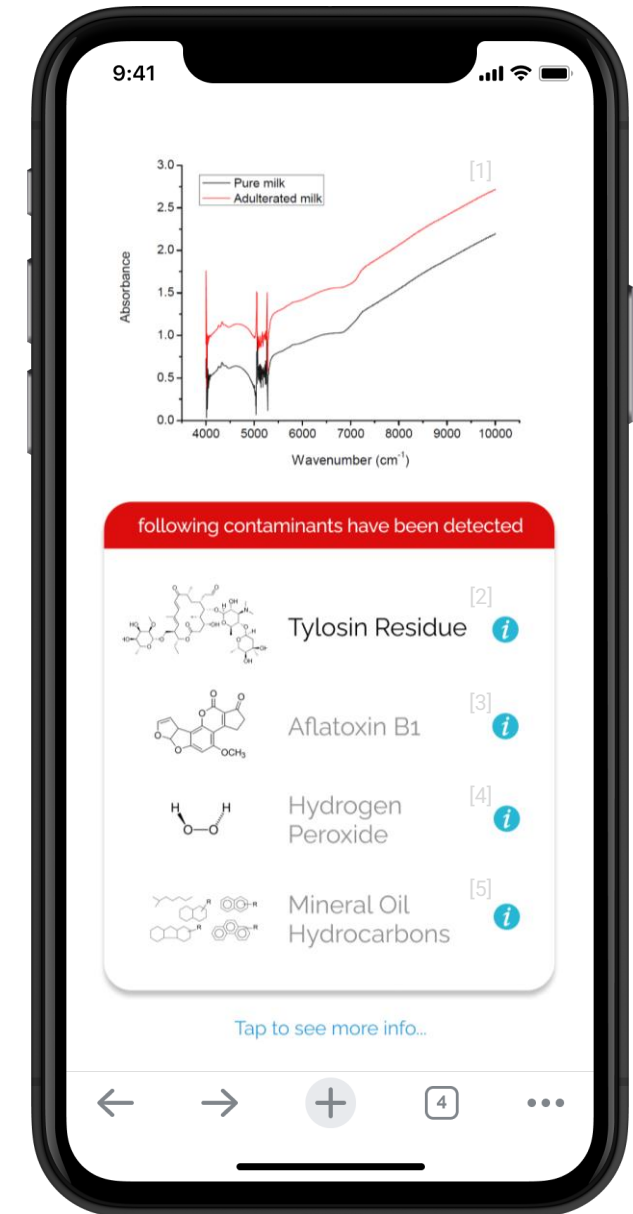 9:41
[1]
3.0
2.5
2.0
1.5
1.0
0.5
0.0
Absorbance
Pure milk
Adulterated milk
4000 5000 6000 7000 8000 9000 10000
Wavenumber (cm⁻¹)
following contaminants have been detected
[2]
Tylosin Residue i
[3]
Aflatoxin B1 i
O O O O O OCH₃
[4]
Hydrogen
Peroxide i
H H
O O
[5]
Mineral Oil
Hydrocarbons i
R R
R R
Tap to see more info...
4